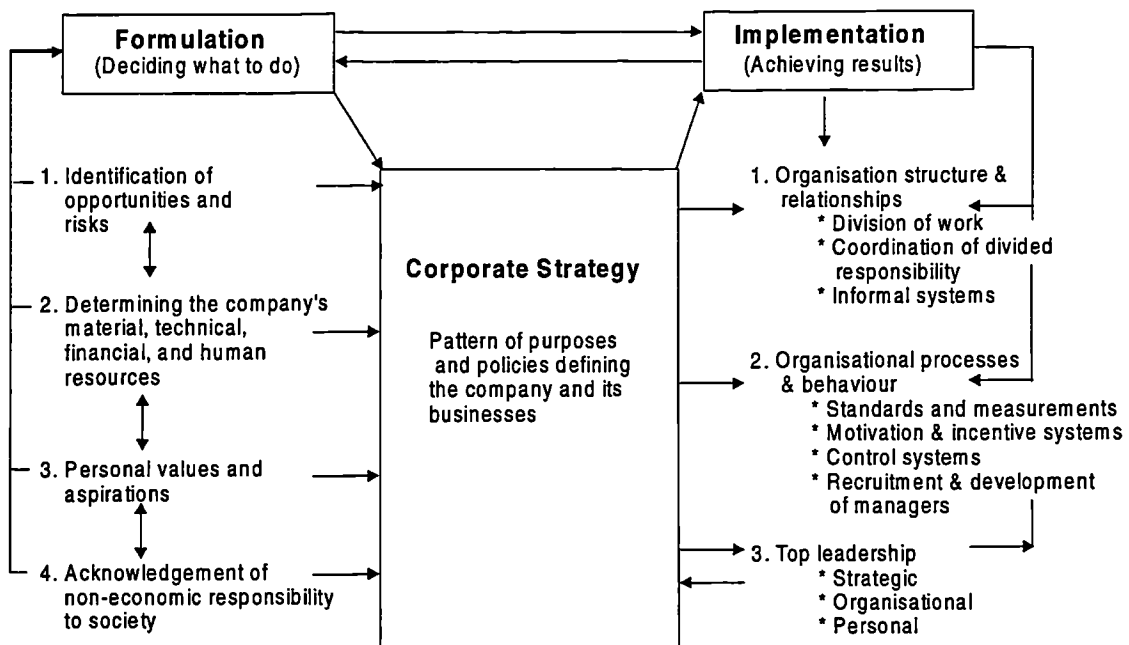 Formulation
(Deciding what to do)
Implementation
(Achieving results)
1. Identification of
opportunities and
risks
2. Determining the company's
material, technical,
financial, and human
resources
3. Personal values and
aspirations
4. Acknowledgement of
non-economic responsibility
to society
Corporate Strategy
Pattern of purposes
and policies defining
the company and its
businesses
1. Organisation structure &
relationships
* Division of work
* Coordination of divided
responsibility
* Informal systems
2. Organisational processes
& behaviour
* Standards and measurements
* Motivation & incentive systems
* Control systems
* Recruitment & development
of managers
3. Top leadership
* Strategic
* Organisational
* Personal